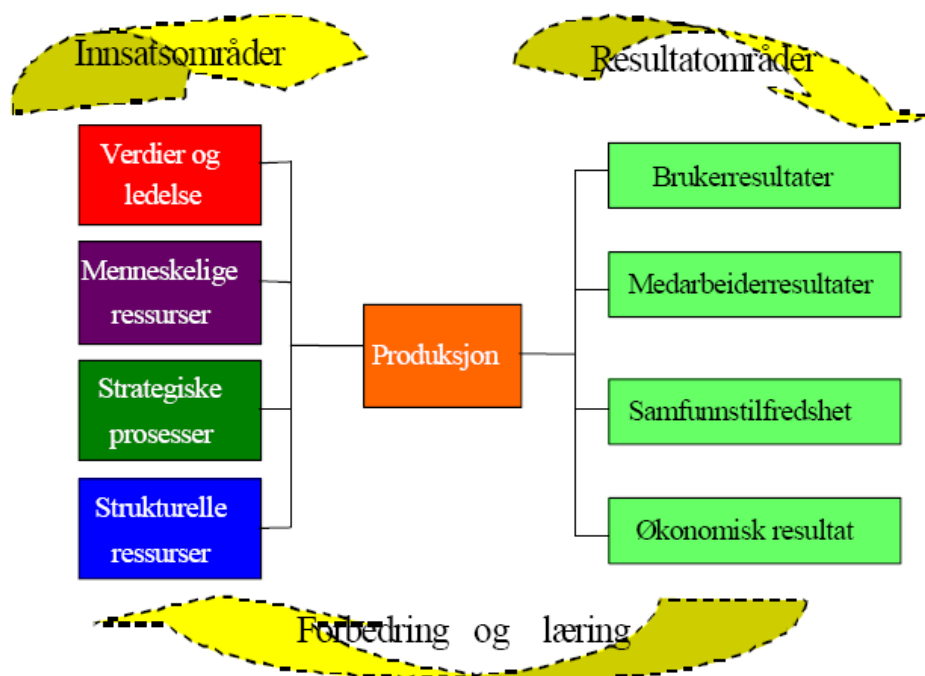 Innsatsområder
Resultatområder
Verdier og
ledelse
Menneskelige
ressurser
Strategiske
prosesser
Strukturelle
ressurser
Produksjon
Brukerresultater
Medarbeiderresultater
Samfunnstilfredshet
Økonomisk resultat
Forbedring og læring